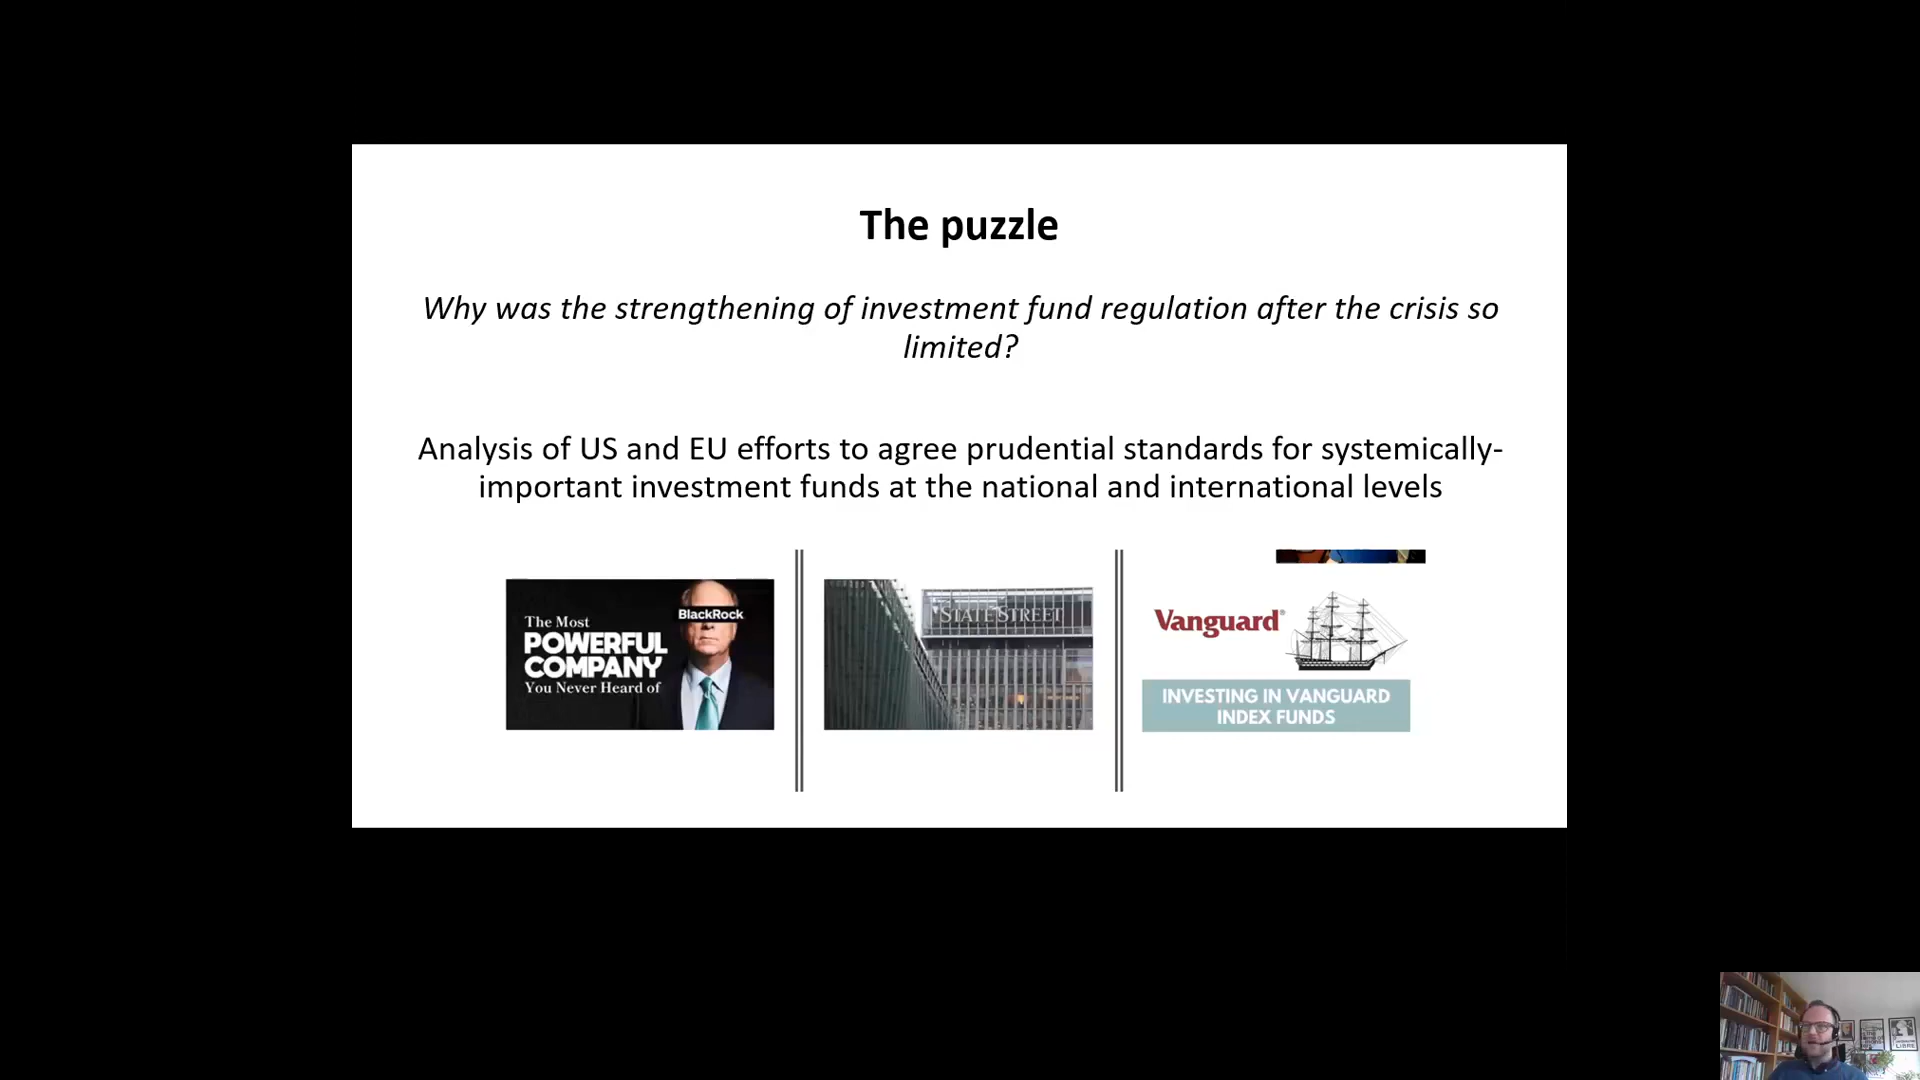 The puzzle
Why was the strengthening of investment fund regulation after the crisis so
limited?
Analysis of US and EU efforts to agree prudential standards for systemically-
important investment funds at the national and international levels
The Most
POWERFUL
COMPANY
You Never Heard of
BlackRock
STATE STREET
Vanguard®
INVESTING IN VANGUARD
INDEX FUNDS
LIBRE